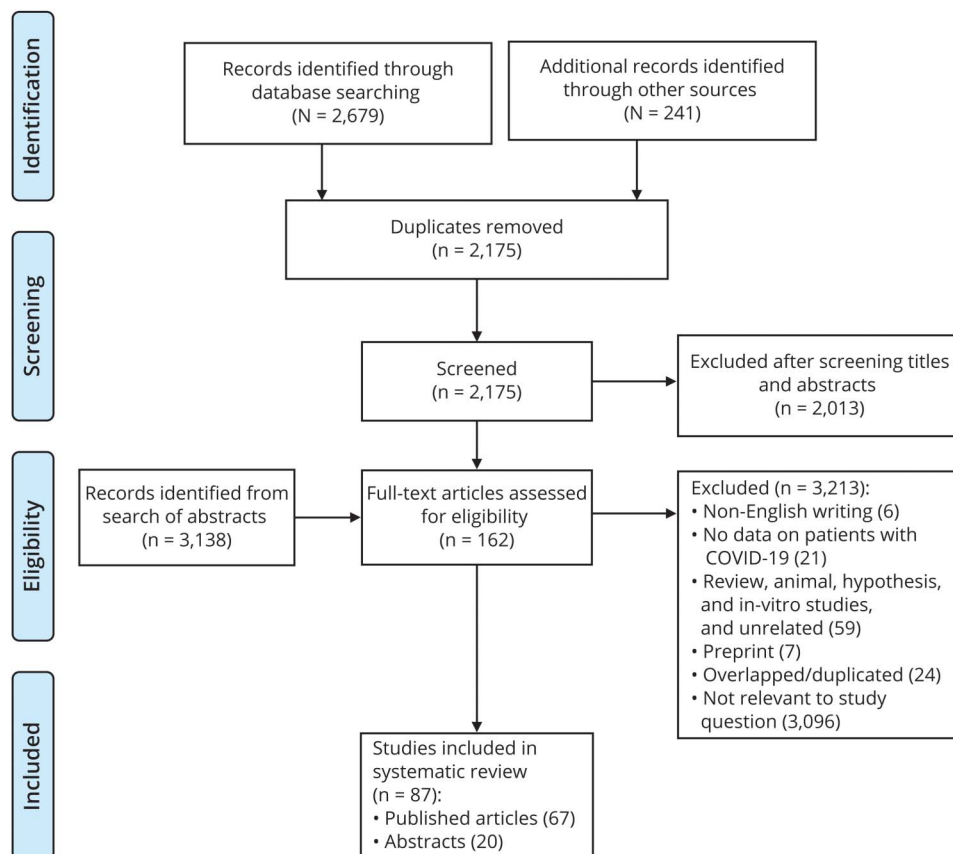 Identification
Records identified through
database searching
(N = 2,679)
Additional records identified
through other sources
(N = 241)
Duplicates removed
(n = 2,175)
Screening
Screened
(n = 2,175)
Excluded after screening titles
and abstracts
(n = 2,013)
Eligibility
Records identified from
search of abstracts
(n = 3,138)
Full-text articles assessed
for eligibility
(n = 162)
Excluded (n = 3,213):
• Non-English writing (6)
• No data on patients with
COVID-19 (21)
• Review, animal, hypothesis,
and in-vitro studies,
and unrelated (59)
• Preprint (7)
• Overlapped/duplicated (24)
• Not relevant to study
question (3,096)
Included
Studies included in
systematic review
(n = 87):
• Published articles (67)
• Abstracts (20)